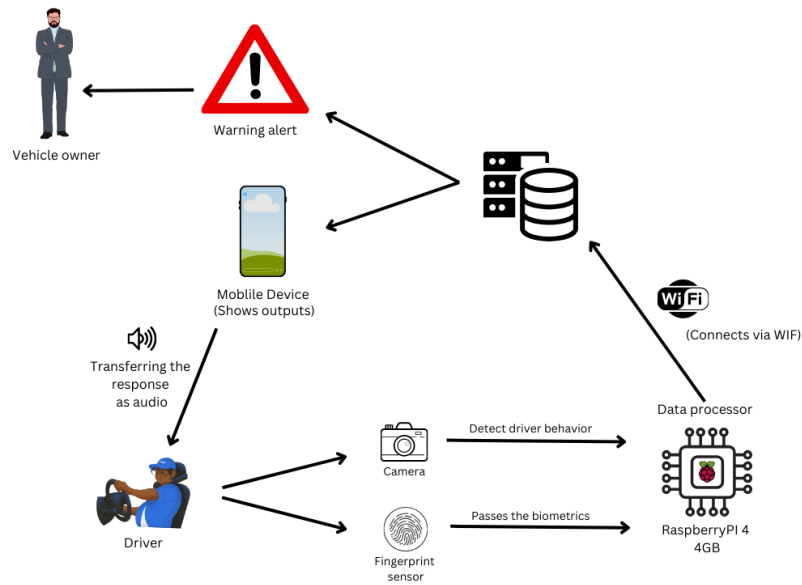 Warning alert
Vehicle owner
Moblile Device
(Shows outputs)
WiFi
(Connects via WIF)
Transferring the
response
as audio
Data processor
Detect driver behavior
Camera
Passes the biometrics
RaspberryPI 4
4GB
Driver
Fingerprint
sensor